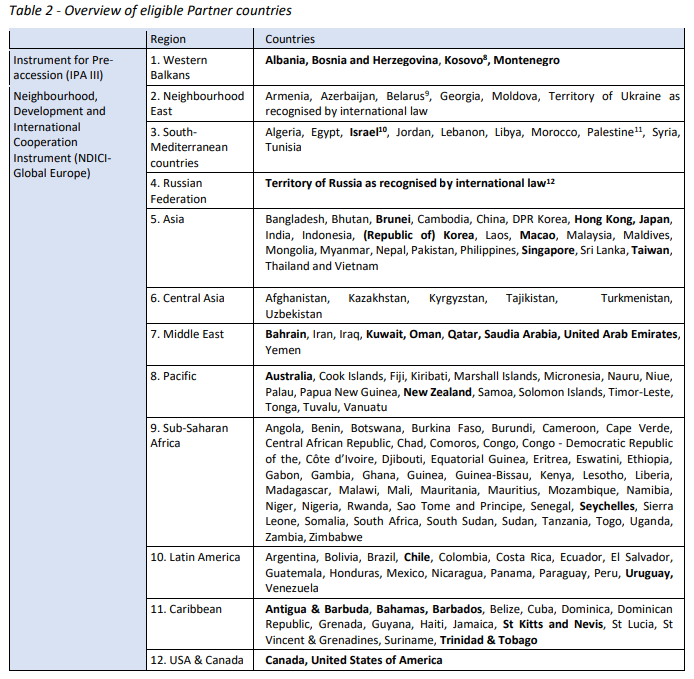 Table 2 - Overview of eligible Partner countries
Region
Countries
Instrument for Pre-
accession (IPA III)
1. Western
Balkans
Albania, Bosnia and Herzegovina, Kosovo8, Montenegro
Neighbourhood,
Development and
International
Cooperation
Instrument (NDICI-
Global Europe)
2. Neighbourhood
East
Armenia, Azerbaijan, Belarus9, Georgia, Moldova, Territory of Ukraine as
recognised by international law
3. South-
Mediterranean
countries
Algeria, Egypt, Israel10, Jordan, Lebanon, Libya, Morocco, Palestine11, Syria,
Tunisia
4. Russian
Federation
Territory of Russia as recognised by international law12
5. Asia
Bangladesh, Bhutan, Brunei, Cambodia, China, DPR Korea, Hong Kong, Japan,
India, Indonesia, (Republic of) Korea, Laos, Macao, Malaysia, Maldives,
Mongolia, Myanmar, Nepal, Pakistan, Philippines, Singapore, Sri Lanka, Taiwan,
Thailand and Vietnam
6. Central Asia
Afghanistan, Kazakhstan, Kyrgyzstan, Tajikistan, Turkmenistan,
Uzbekistan
7. Middle East
Bahrain, Iran, Iraq, Kuwait, Oman, Qatar, Saudia Arabia, United Arab Emirates,
Yemen
8. Pacific
Australia, Cook Islands, Fiji, Kiribati, Marshall Islands, Micronesia, Nauru, Niue,
Palau, Papua New Guinea, New Zealand, Samoa, Solomon Islands, Timor-Leste,
Tonga, Tuvalu, Vanuatu
9. Sub-Saharan
Africa
Angola, Benin, Botswana, Burkina Faso, Burundi, Cameroon, Cape Verde,
Central African Republic, Chad, Comoros, Congo, Congo - Democratic Republic
of the, Côte d’Ivoire, Djibouti, Equatorial Guinea, Eritrea, Eswatini, Ethiopia,
Gabon, Gambia, Ghana, Guinea, Guinea-Bissau, Kenya, Lesotho, Liberia,
Madagascar, Malawi, Mali, Mauritania, Mauritius, Mozambique, Namibia,
Niger, Nigeria, Rwanda, Sao Tome and Principe, Senegal, Seychelles, Sierra
Leone, Somalia, South Africa, South Sudan, Sudan, Tanzania, Togo, Uganda,
Zambia, Zimbabwe
10. Latin America
Argentina, Bolivia, Brazil, Chile, Colombia, Costa Rica, Ecuador, El Salvador,
Guatemala, Honduras, Mexico, Nicaragua, Panama, Paraguay, Peru, Uruguay,
Venezuela
11. Caribbean
Antigua & Barbuda, Bahamas, Barbados, Belize, Cuba, Dominica, Dominican
Republic, Grenada, Guyana, Haiti, Jamaica, St Kitts and Nevis, St Lucia, St
Vincent & Grenadines, Suriname, Trinidad & Tobago
12. USA & Canada
Canada, United States of America